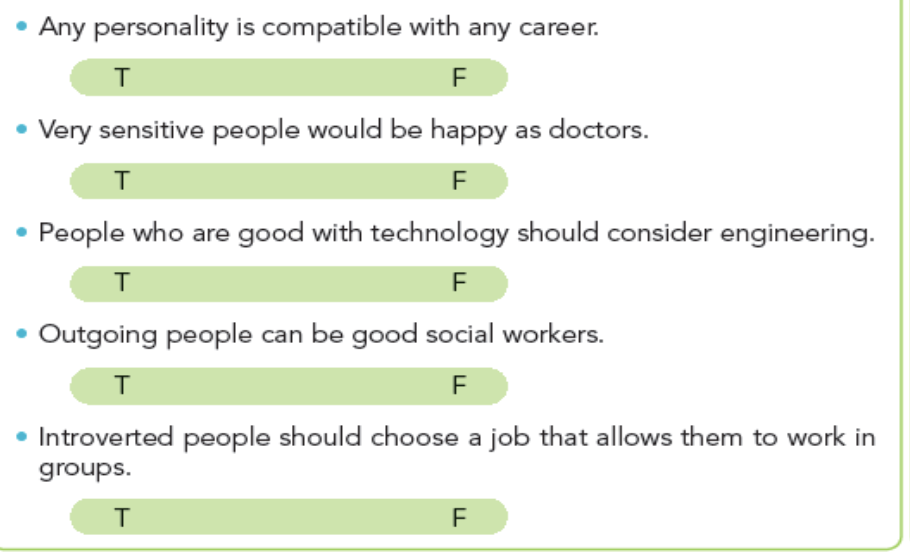 • Any personality is compatible with any career.
T F
• Very sensitive people would be happy as doctors.
T F
• People who are good with technology should consider engineering.
T F
• Outgoing people can be good social workers.
T F
• Introverted people should choose a job that allows them to work in
groups.
T F